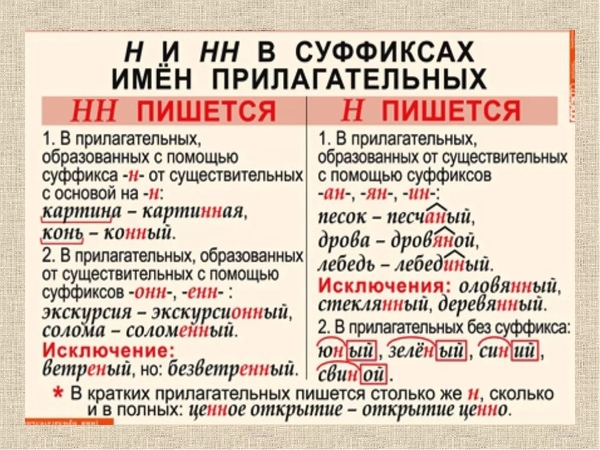 Н И НН В СУФФИКСАХ
ИМЁН ПРИЛАГАТЕЛЬНЫХ
НН ПИШЕТСЯ
1. В прилагательных,
образованных с помощью
суффикса -н- от существительных
с основой на -н:
картина – картинная,
конь – конный.
2. В прилагательных, образованных
от существительных с помощью
суффиксов -онн-, -енн- :
экскурсия – экскурсионный,
солома – соломенный.
Исключение:
ветреный, но: безветренный.
Н ПИШЕТСЯ
1. В прилагательных,
образованных от существительных
с помощью суффиксов
-ан-, -ян-, -ин-:
песок – песчаный,
дрова – дровяной,
лебедь – лебединый.
Исключения: оловянный,
стеклянный, деревянный.
2. В прилагательных без суффикса:
юный, зелёный, синий,
свиной.
* В кратких прилагательных пишется столько же н, сколько
и в полных: ценное открытие – открытие ценно.